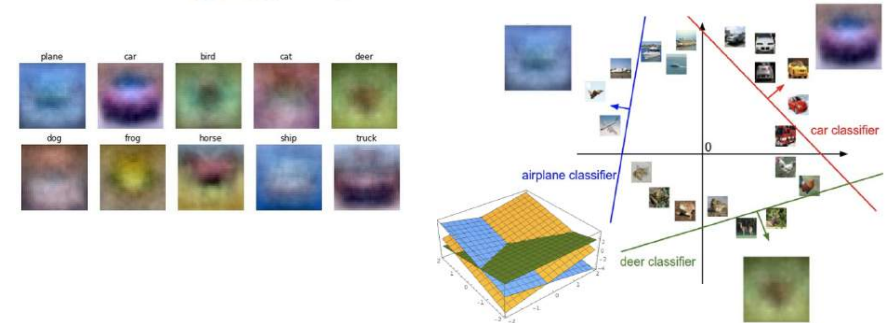 plane car bird cat deer
dog frog horse ship truck
0
car classifier
airplane classifier
deer classifier